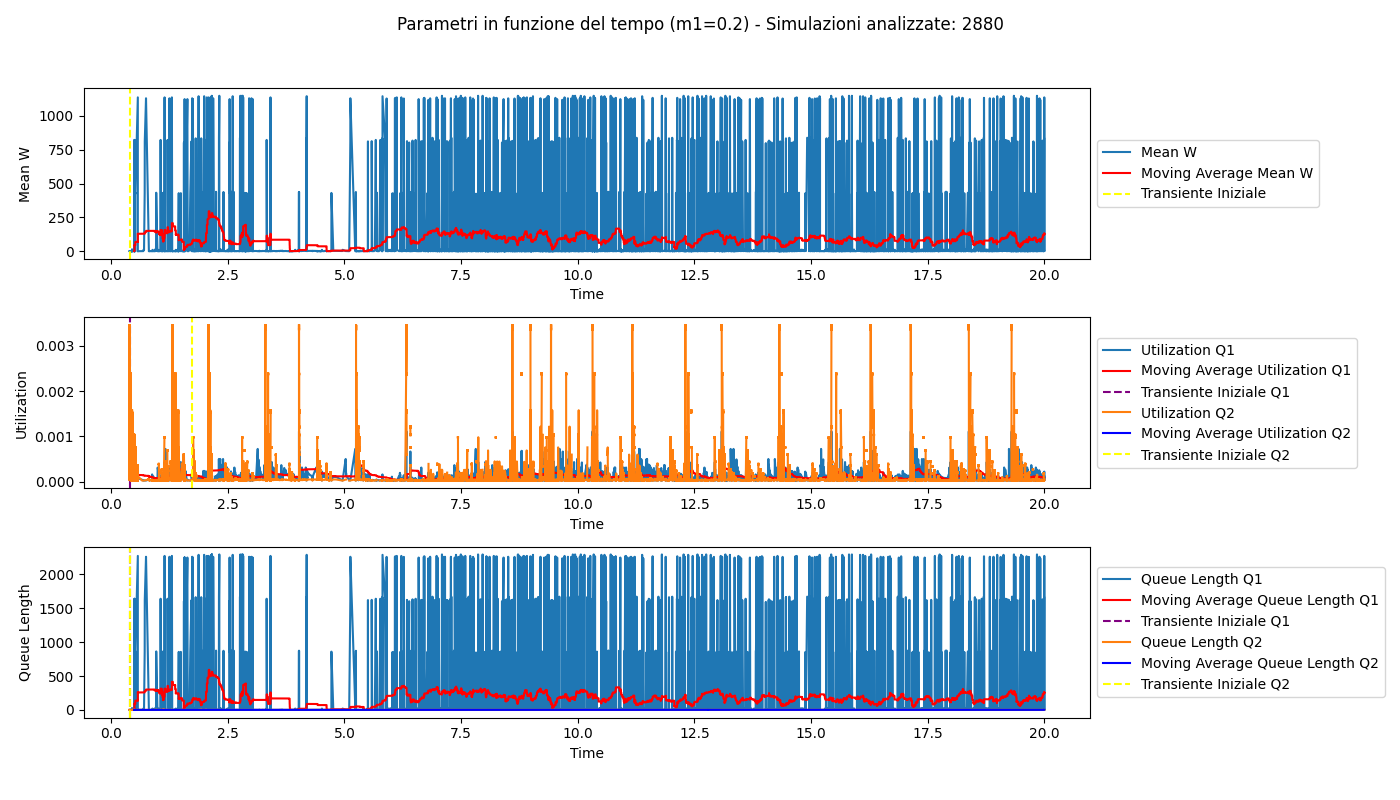 Parametri in funzione del tempo (m1=0.2) - Simulazioni analizzate: 2880
1000
750
500
250
0
Mean W
0.0 2.5 5.0 7.5 10.0 12.5 15.0 17.5 20.0
Time
Mean W
Moving Average Mean W
Transiente Iniziale
0.003
0.002
0.001
0.000
Utilization
0.0 2.5 5.0 7.5 10.0 12.5 15.0 17.5 20.0
Time
Utilization Q1
Moving Average Utilization Q1
Transiente Iniziale Q1
Utilization Q2
Moving Average Utilization Q2
Transiente Iniziale Q2
2000
1500
1000
500
0
Queue Length
0.0 2.5 5.0 7.5 10.0 12.5 15.0 17.5 20.0
Time
Queue Length Q1
Moving Average Queue Length Q1
Transiente Iniziale Q1
Queue Length Q2
Moving Average Queue Length Q2
Transiente Iniziale Q2